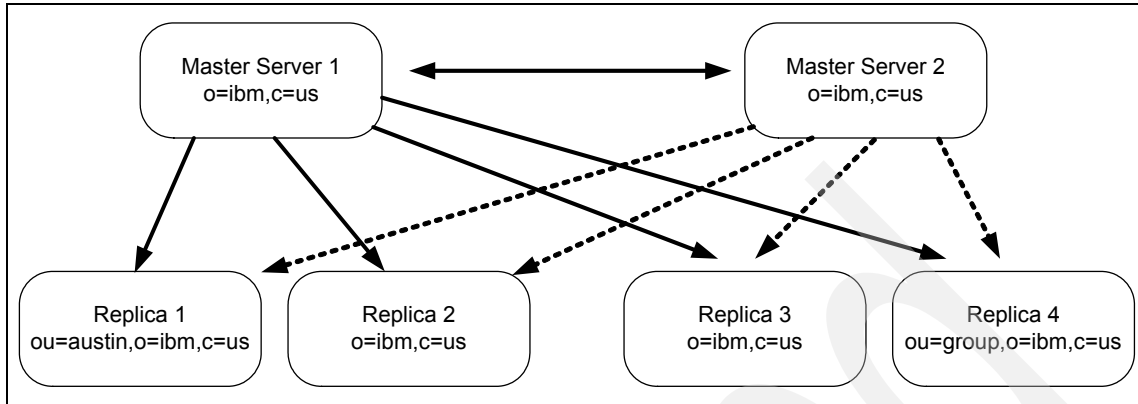 Master Server 1
o=ibm,c=us
Master Server 2
o=ibm,c=us
Replica 1
ou=austin,o=ibm,c=us
Replica 2
o=ibm,c=us
Replica 3
o=ibm,c=us
Replica 4
ou=group,o=ibm,c=us